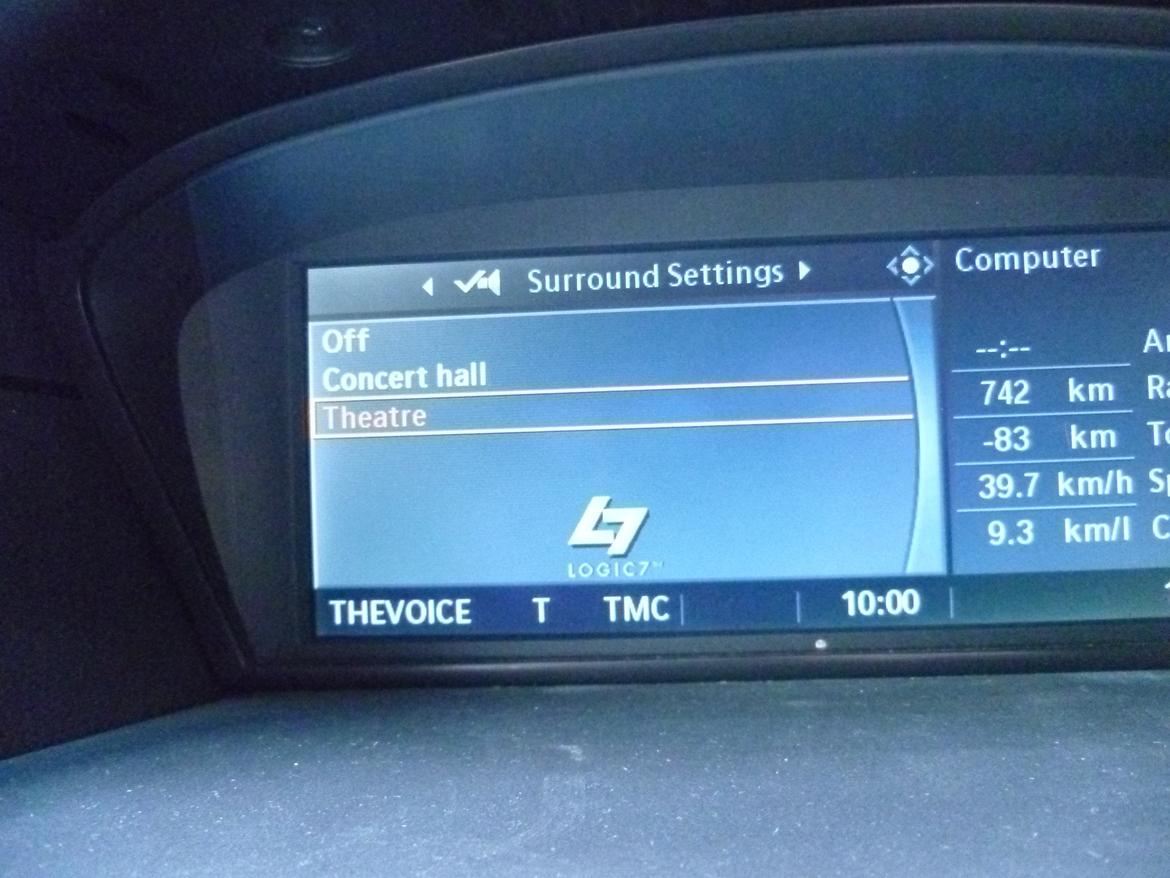 Surround Settings
Off
Concert hall
Theatre
LOGIC7™
THEVOICE T TMC 10:00
Computer
--:--
742 km
-83 km
39.7 km/h
9.3 km/l